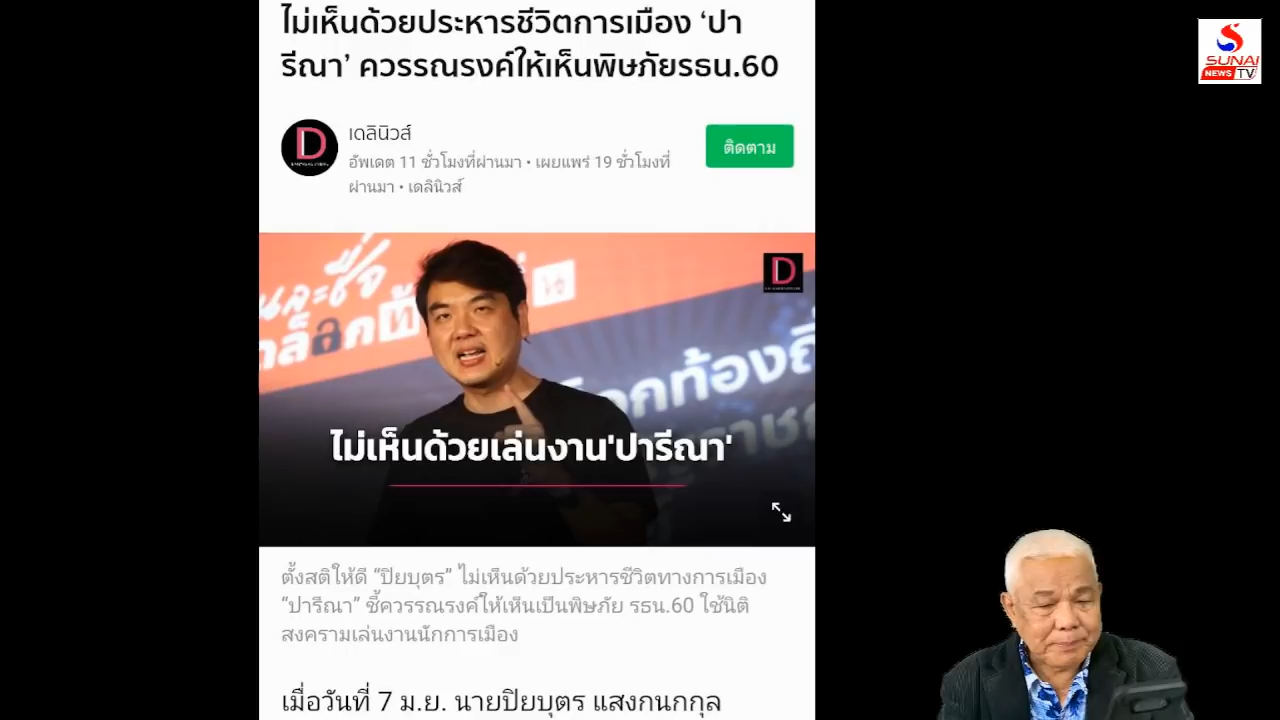 ไม่เห็นด้วยประหารชีวิตการเมือง ‘ปา
รีณา’ ควรรณรงค์ให้เห็นพิษภัยรธน.60
SUNAI
NEWS TV
D
เดลินิวส์
อัพเดต 11 ชั่วโมงที่ผ่านมา • เผยแพร่ 19 ชั่วโมงที่
ผ่านมา • เดลินิวส์
ติดตาม
D
ไม่เห็นด้วยเล่นงาน'ปารีณา'
ตั้งสติให้ดี “ปิยบุตร” ไม่เห็นด้วยประหารชีวิตทางการเมือง
“ปารีณา” ชี้ควรรณรงค์ให้เห็นเป็นพิษภัย รธน.60 ใช้นิติ
สงครามเล่นงานนักการเมือง
เมื่อวันที่ 7 ม.ย. นายปิยบุตร แสงกนกกุล